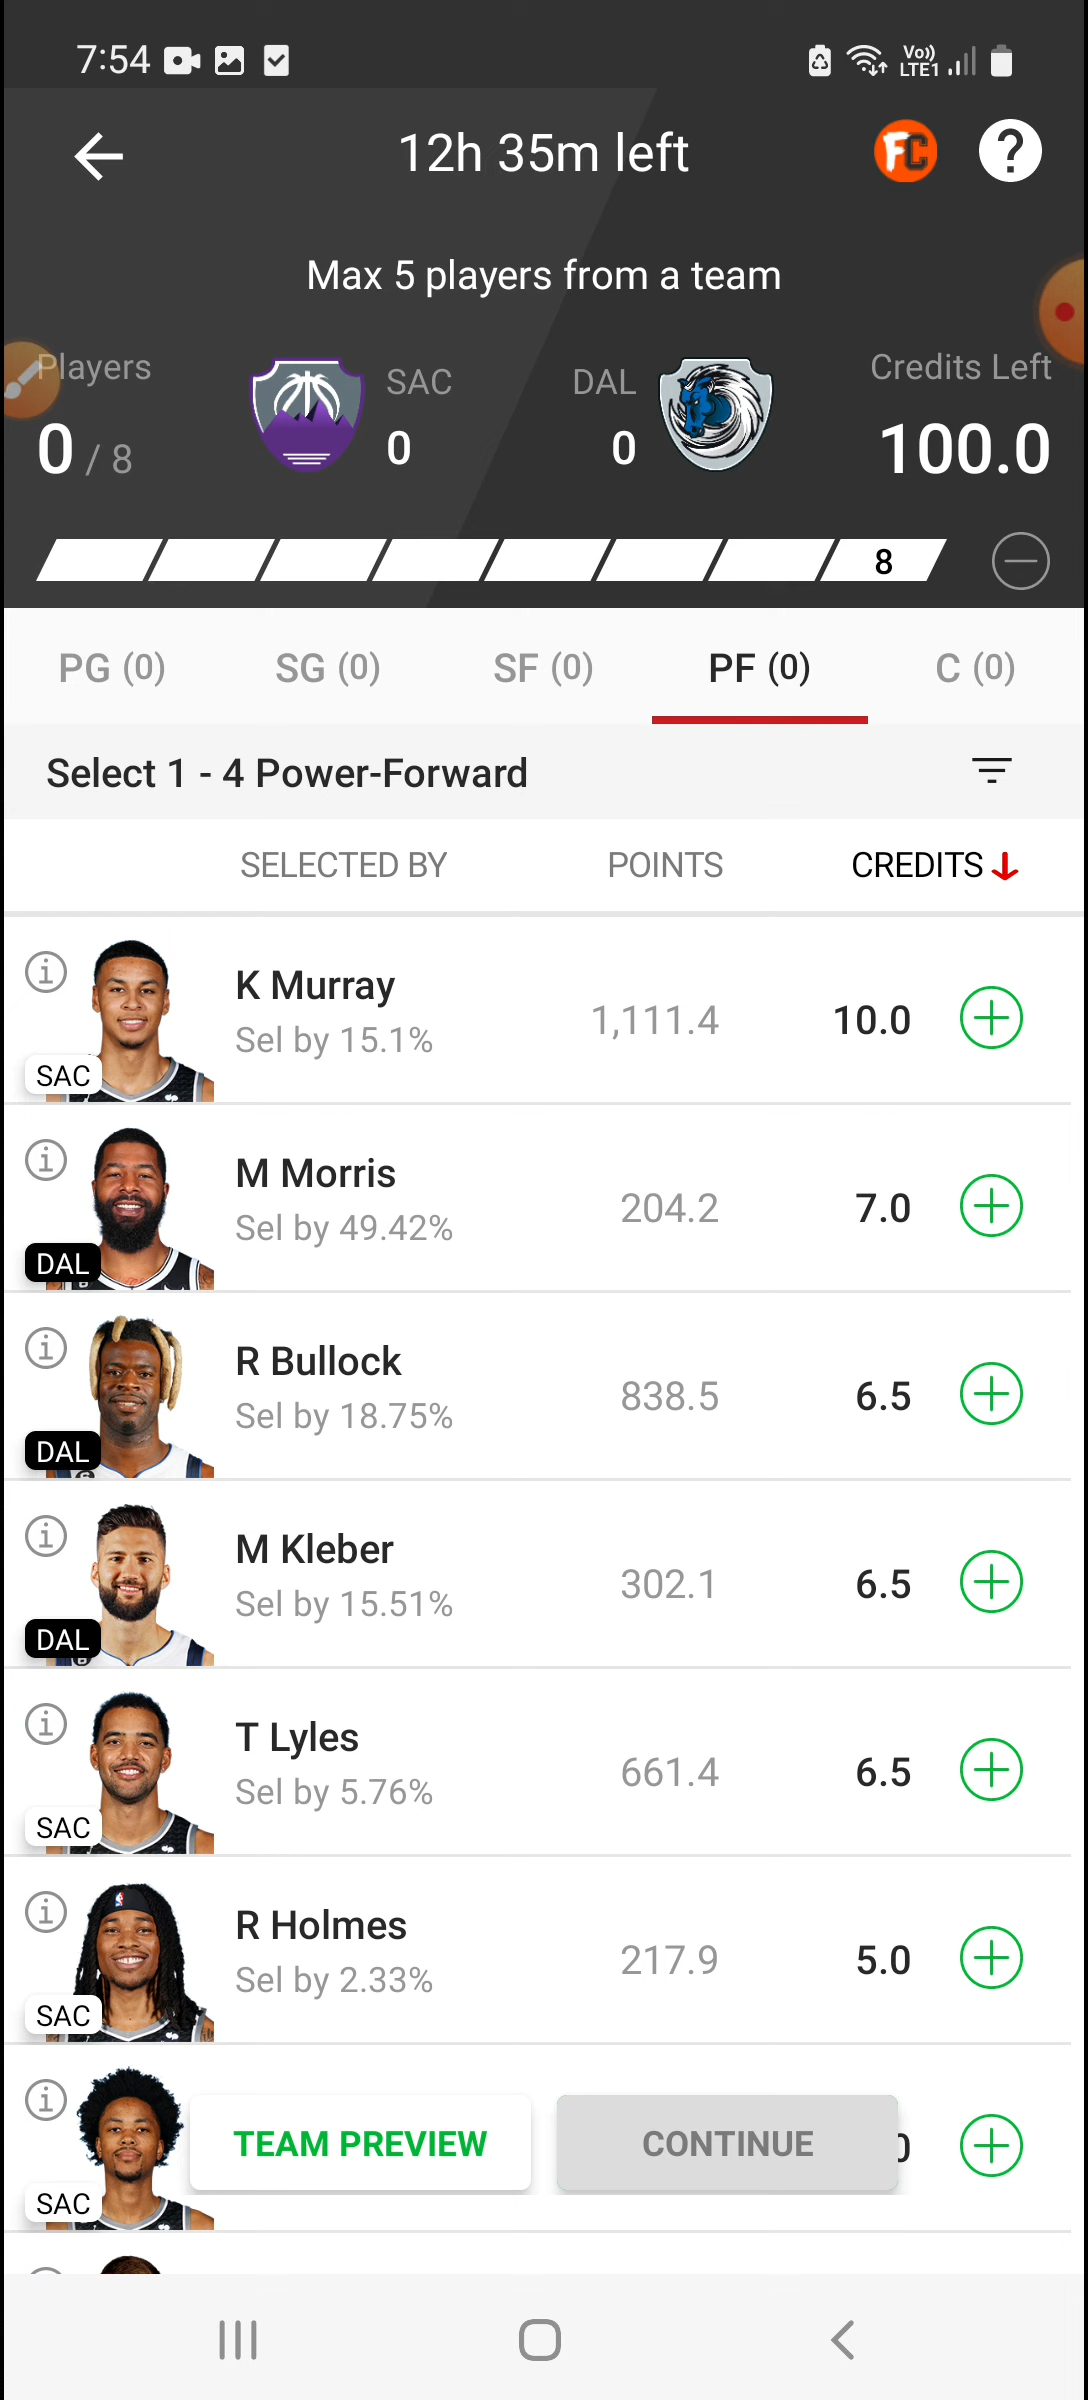 7:54
Vo))
LTE1
12h 35m left
FC
?
Max 5 players from a team
Players
SAC
DAL
Credits Left
0 / 8
0
0
100.0
8
PG (0)
SG (0)
SF (0)
PF (0)
C (0)
Select 1 - 4 Power-Forward
SELECTED BY
POINTS
CREDITS
K Murray
Sel by 15.1%
1,111.4
10.0
SAC
M Morris
Sel by 49.42%
204.2
7.0
DAL
R Bullock
Sel by 18.75%
838.5
6.5
DAL
M Kleber
Sel by 15.51%
302.1
6.5
DAL
T Lyles
Sel by 5.76%
661.4
6.5
SAC
R Holmes
Sel by 2.33%
217.9
5.0
SAC
TEAM PREVIEW
CONTINUE
SAC